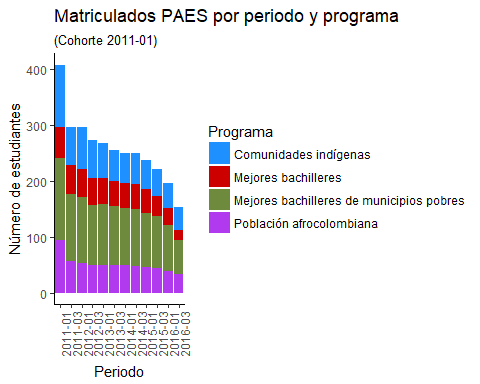 Matriculados PAES por periodo y programa
(Cohorte 2011-01)
Número de estudiantes
400
300
200
100
0
2011-01
2011-03
2012-01
2012-03
2013-01
2013-03
2014-01
2014-03
2015-01
2015-03
2016-01
2016-03
Periodo
Programa
Comunidades indígenas
Mejores bachilleres
Mejores bachilleres de municipios pobres
Población afrocolombiana